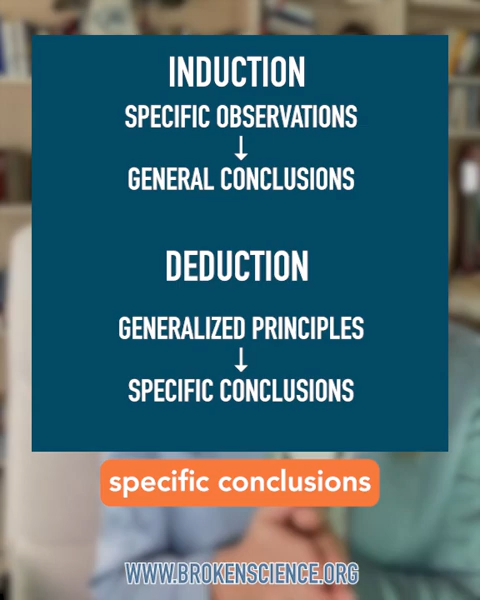 INDUCTION
SPECIFIC OBSERVATIONS
↓
GENERAL CONCLUSIONS
DEDUCTION
GENERALIZED PRINCIPLES
↓
SPECIFIC CONCLUSIONS
specific conclusions
WWW.BROKENSCIENCE.ORG